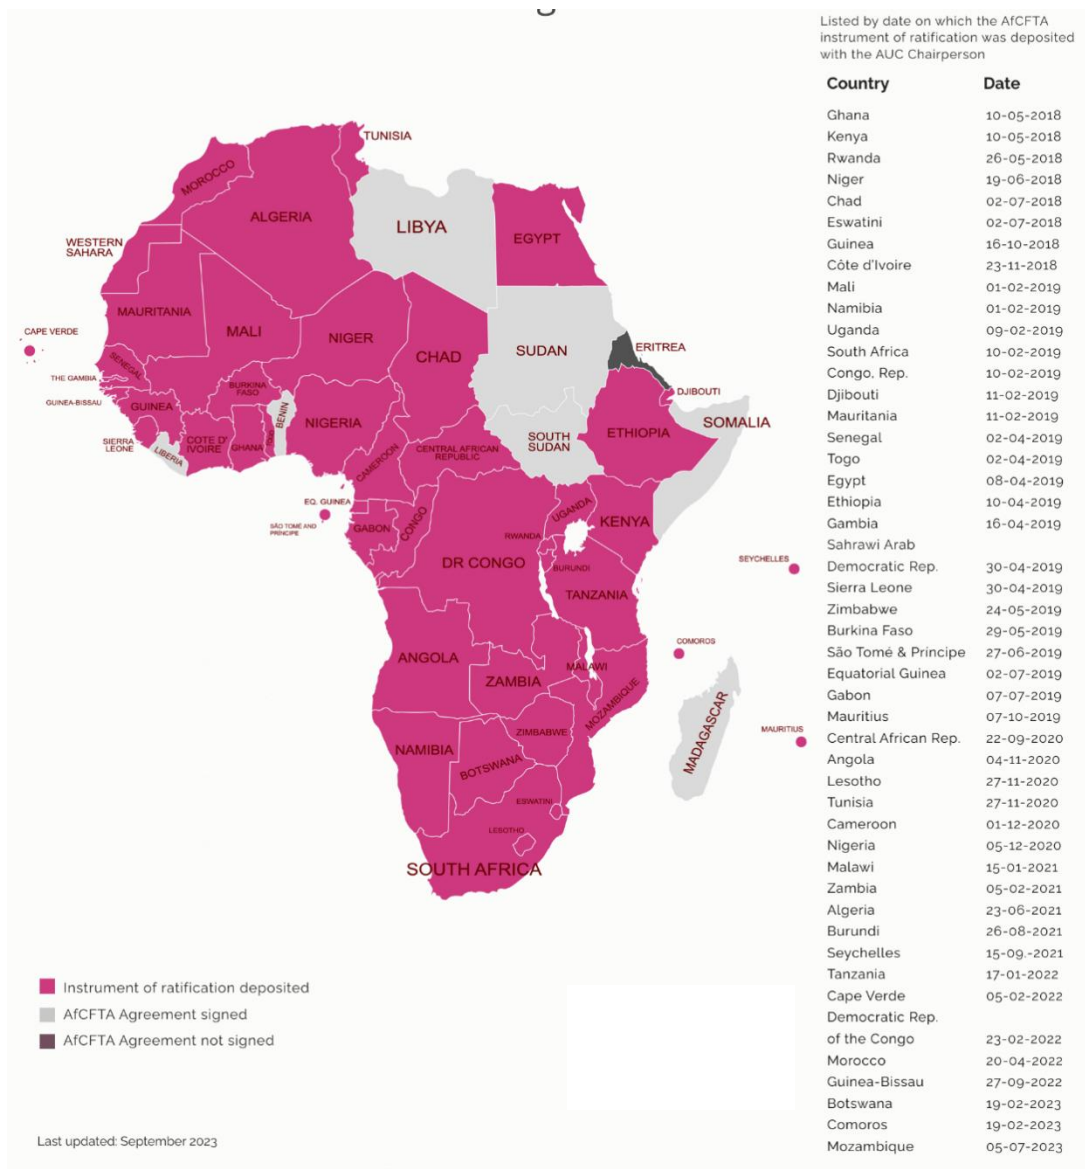 Listed by date on which the AfCFTA
instrument of ratification was deposited
with the AUC Chairperson
Country Date
Ghana 10-05-2018
Kenya 10-05-2018
Rwanda 26-05-2018
Niger 19-06-2018
Chad 02-07-2018
Eswatini 02-07-2018
Guinea 16-10-2018
Côte d'Ivoire 23-11-2018
Mali 01-02-2019
Namibia 01-02-2019
Uganda 09-02-2019
South Africa 10-02-2019
Congo, Rep. 10-02-2019
Djibouti 11-02-2019
Mauritania 11-02-2019
Senegal 02-04-2019
Togo 02-04-2019
Egypt 08-04-2019
Ethiopia 10-04-2019
Gambia 16-04-2019
Sahrawi Arab
Democratic Rep. 30-04-2019
Sierra Leone 30-04-2019
Zimbabwe 24-05-2019
Burkina Faso 29-05-2019
São Tomé & Príncipe 27-06-2019
Equatorial Guinea 02-07-2019
Gabon 07-07-2019
Mauritius 07-10-2019
Central African Rep. 22-09-2020
Angola 04-11-2020
Lesotho 27-11-2020
Tunisia 27-11-2020
Cameroon 01-12-2020
Nigeria 05-12-2020
Malawi 15-01-2021
Zambia 05-02-2021
Algeria 23-06-2021
Burundi 26-08-2021
Seychelles 15-09.-2021
Tanzania 17-01-2022
Cape Verde 05-02-2022
Democratic Rep.
of the Congo 23-02-2022
Morocco 20-04-2022
Guinea-Bissau 27-09-2022
Botswana 19-02-2023
Comoros 19-02-2023
Mozambique 05-07-2023
TUNISIA
MOROCCO
ALGERIA
LIBYA
EGYPT
WESTERN
SAHARA
MAURITANIA
MALI
NIGER
CHAD
SUDAN
ERITREA
CAPE VERDE
SENEGAL
THE GAMBIA
GUINEA-BISSAU
GUINEA
BURKINA
FASO
BENIN
NIGERIA
DJIBOUTI
SOMALIA
SIERRA
LEONE
LIBERIA
COTE D'
IVOIRE
GHANA
TOGO
CAMEROON
CENTRAL AFRICAN
REPUBLIC
SOUTH
SUDAN
ETHIOPIA
EQ. GUINEA
SÃO TOMÉ AND
PRÍNCIPE
GABON
CONGO
DR CONGO
UGANDA
KENYA
RWANDA
BURUNDI
TANZANIA
SEYCHELLES
COMOROS
ANGOLA
ZAMBIA
MALAWI
MOZAMBIQUE
MADAGASCAR
MAURITIUS
NAMIBIA
ZIMBABWE
BOTSWANA
ESWATINI
LESOTHO
SOUTH AFRICA
Instrument of ratification deposited
AfCFTA Agreement signed
AfCFTA Agreement not signed
Last updated: September 2023